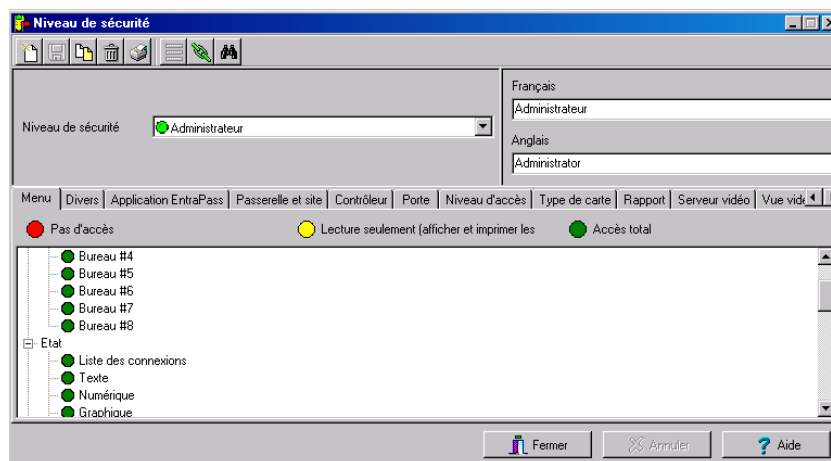 Niveau de sécurité
Français
Administrateur
Niveau de sécurité
Administrateur
Anglais
Administrator
Menu Divers Application EntraPass Passerelle et site Contrôleur Porte Niveau d'accès Type de carte Rapport Serveur vidéo Vue vidé
Pas d'accès Lecture seulement (afficher et imprimer les Accès total
Bureau #4
Bureau #5
Bureau #6
Bureau #7
Bureau #8
Etat
Liste des connexions
Texte
Numérique
Graphique
Fermer Annuler Aide